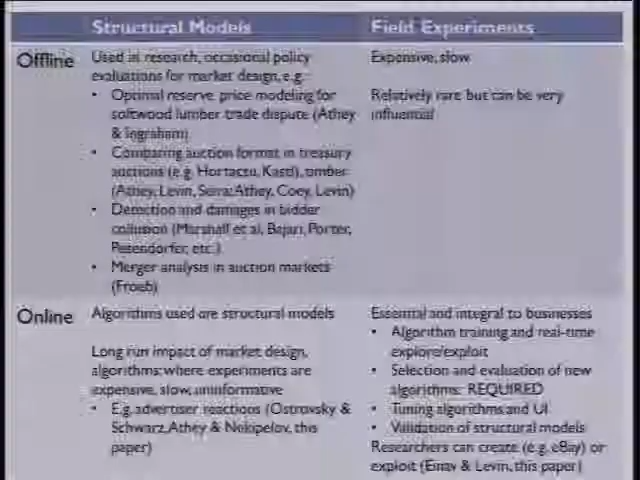 Structural Models
Field Experiments
Offline
Used in research, occasional policy
evaluations for market design, e.g.:
• Optimal reserve price modeling for
softwood lumber trade dispute (Athey
& Ingraham)
• Comparing auction format in treasury
auctions (e.g. Hortacsu, Kastl), timber
(Athey, Levin, Seira; Athey, Coey, Levin)
• Detection and damages in bidder
collusion (Marshall et al, Bajari, Porter,
Pesendorfer, etc.)
• Merger analysis in auction markets
(Froeb)
Expensive, slow
Relatively rare but can be very
influential
Online
Algorithms used are structural models
Long run impact of market design,
algorithms: where experiments are
expensive, slow, uninformative
• E.g. advertiser reactions (Ostrovsky &
Schwarz, Athey & Nekipelov, this
paper)
Essential and integral to businesses
• Algorithm training and real-time
explore/exploit
• Selection and evaluation of new
algorithms: REQUIRED
• Tuning algorithms and UI
• Validation of structural models
Researchers can create (e.g. eBay) or
exploit (Einav & Levin, this paper)